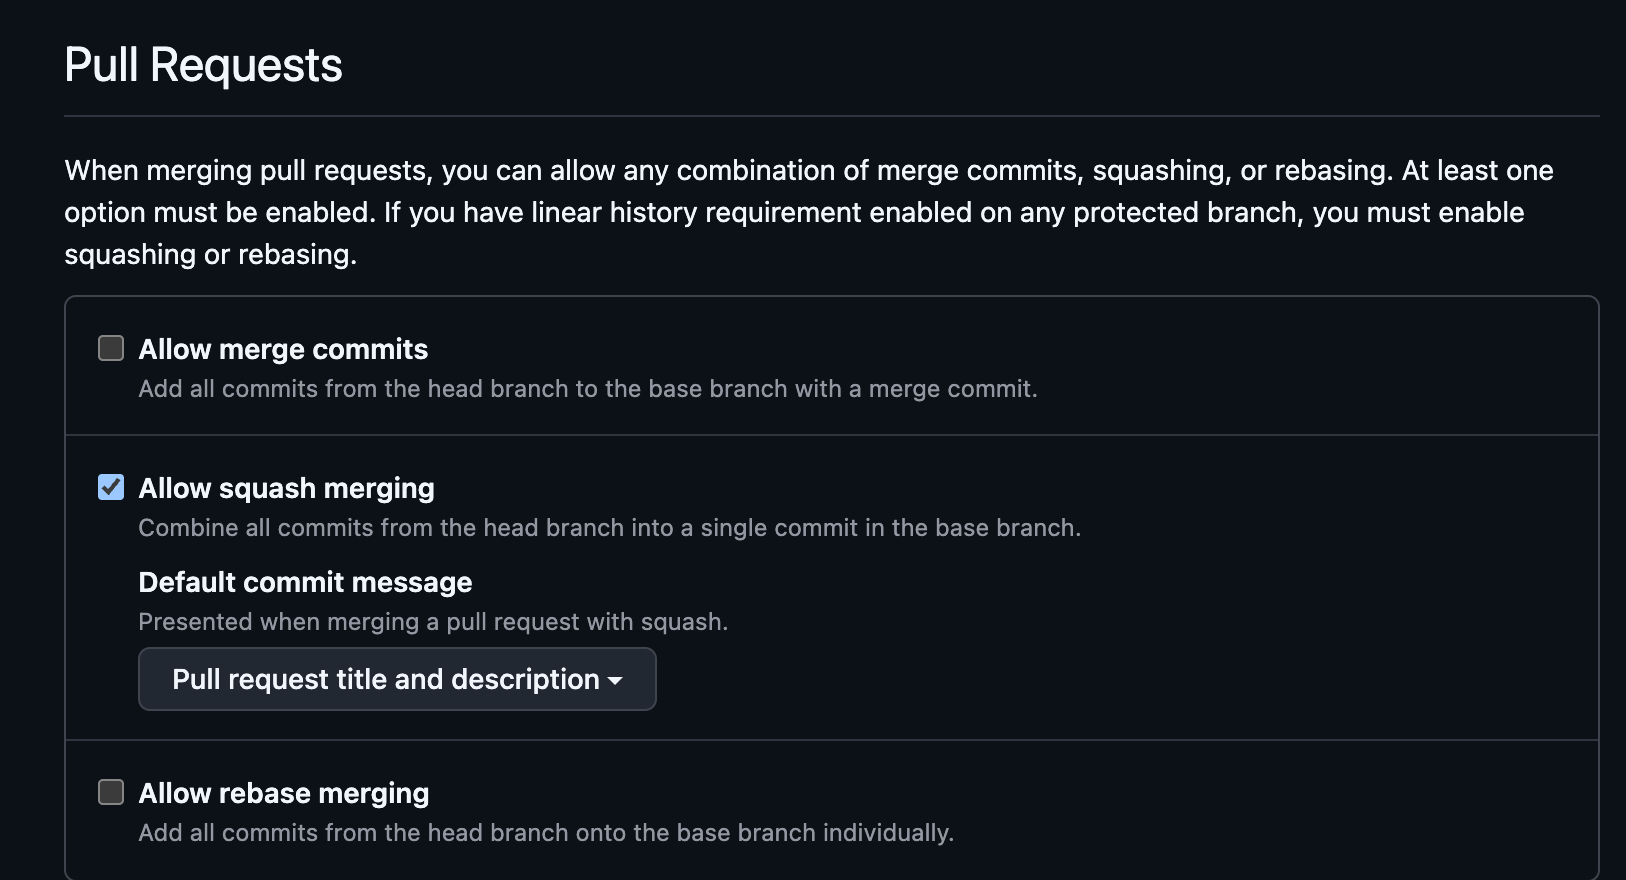 Pull Requests
When merging pull requests, you can allow any combination of merge commits, squashing, or rebasing. At least one
option must be enabled. If you have linear history requirement enabled on any protected branch, you must enable
squashing or rebasing.
Allow merge commits
Add all commits from the head branch to the base branch with a merge commit.
Allow squash merging
Combine all commits from the head branch into a single commit in the base branch.
Default commit message
Presented when merging a pull request with squash.
Pull request title and description
Allow rebase merging
Add all commits from the head branch onto the base branch individually.